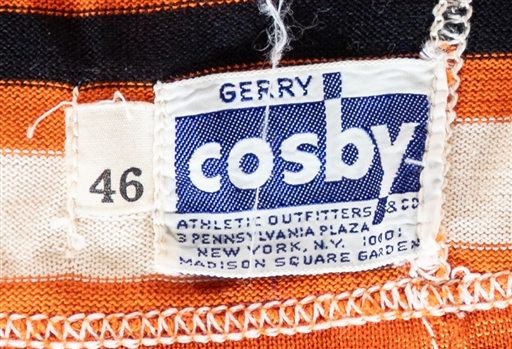 GERRY
cosby
ATHLETIC OUTFITTERS & CO
3 PENNSYLVANIA PLAZA
NEW YORK, N.Y. 10001
MADISON SQUARE GARDEN
46